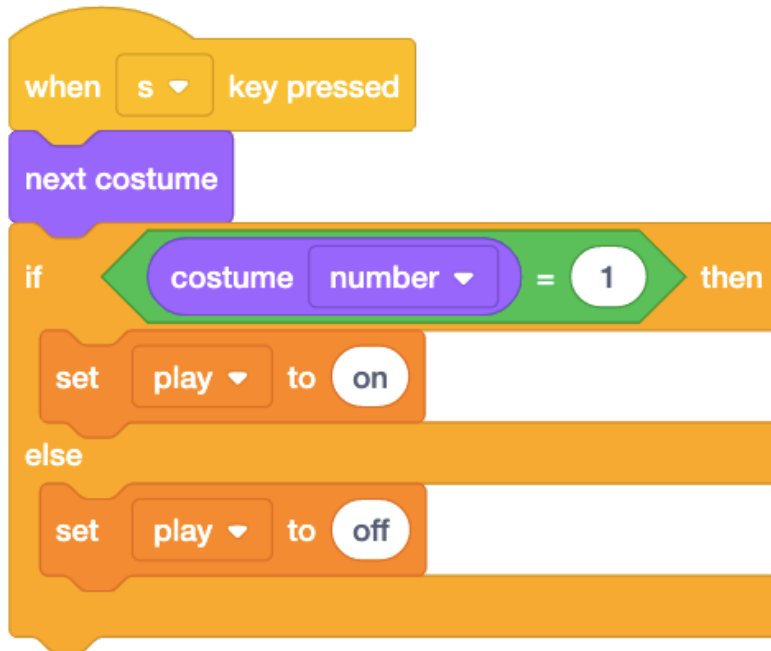 when s key pressed
next costume
if costume number = 1 then
set play to on
else
set play to off